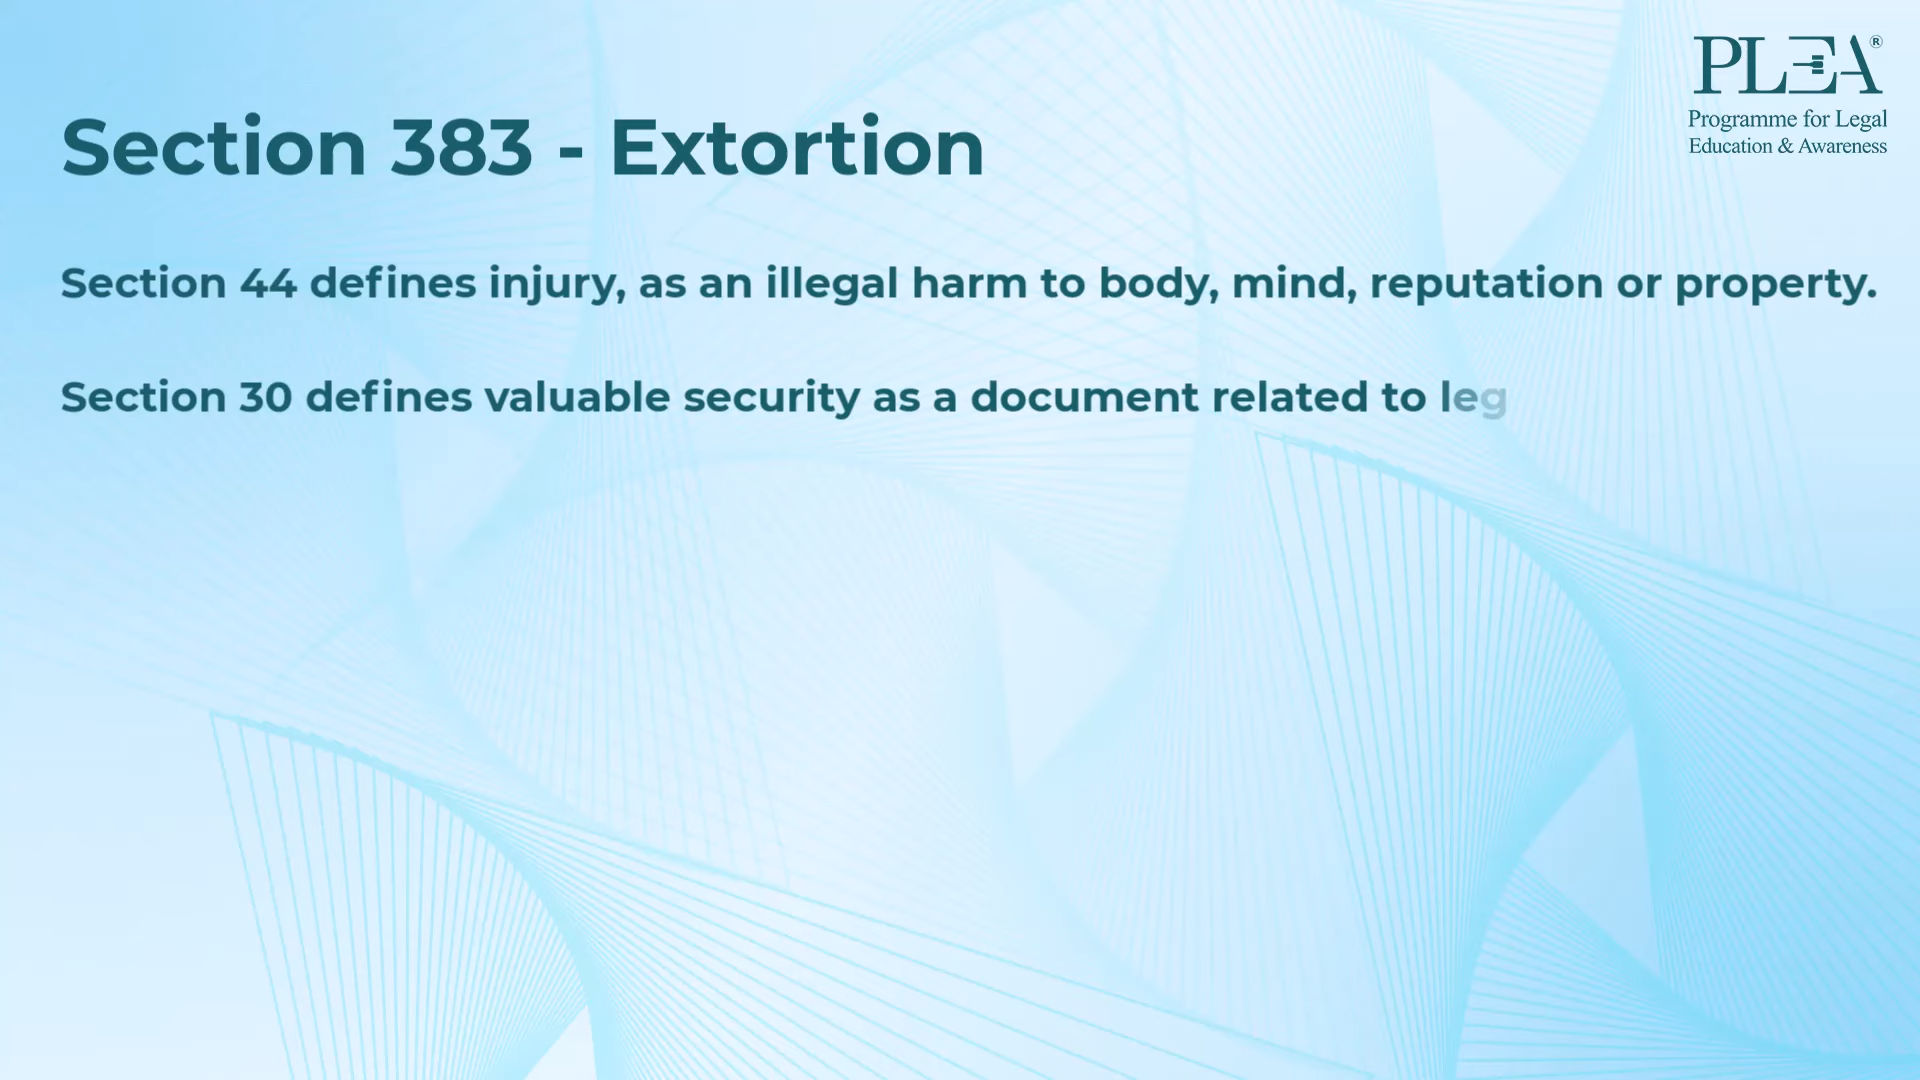 PLEA®
Programme for Legal
Education & Awareness
Section 383 - Extortion
Section 44 defines injury, as an illegal harm to body, mind, reputation or property.
Section 30 defines valuable security as a document related to leg